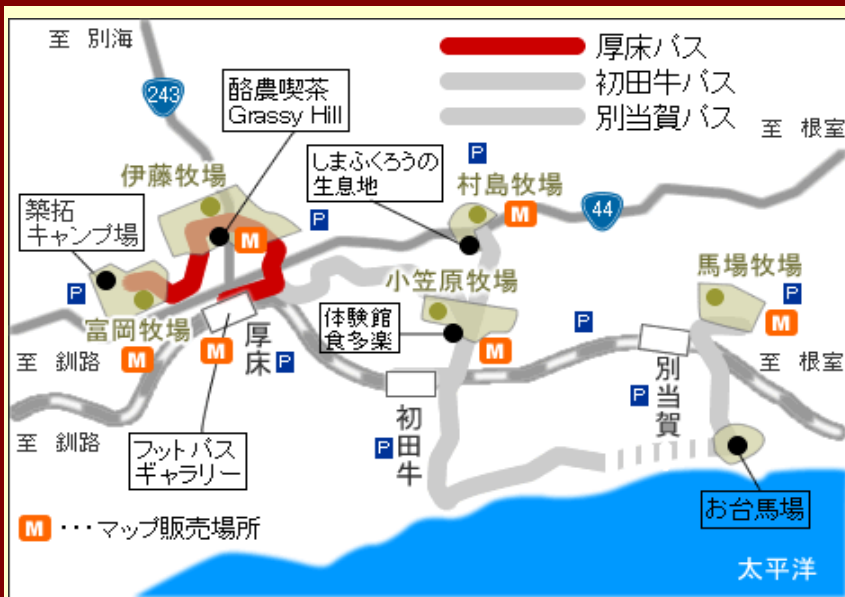 至 別海
厚床パス
初田牛パス
別当賀パス
至 根室
243
酪農喫茶
Grassy Hill
P
しまふくろうの
生息地
伊藤牧場
村島牧場
M
44
築拓
キャンプ場
P
M
P
小笠原牧場
馬場牧場
P
富岡牧場
M
M
厚床
P
体験館
食多楽
M
P
M
至 釧路
別当賀
至 根室
初田牛
P
P
至 釧路
フットパス
ギャラリー
お台馬場
M ・・・マップ販売場所
太平洋